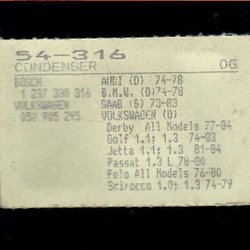 54-316
CONDENSER OG
BOSCH AUDI (D) 74-78
1 237 330 316 B.M.W. (D) 74-78
VOLKSWAGEN SAAB (S) 73-83
052 905 295 VOLKSWAGEN (D)
Derby All Models 77-84
Golf 1.1; 1.3 74-83
Jetta 1.1; 1.3 81-84
Passat 1.3 L 78-80
Polo All Models 76-80
Scirocco 1.0; 1.3 74-79